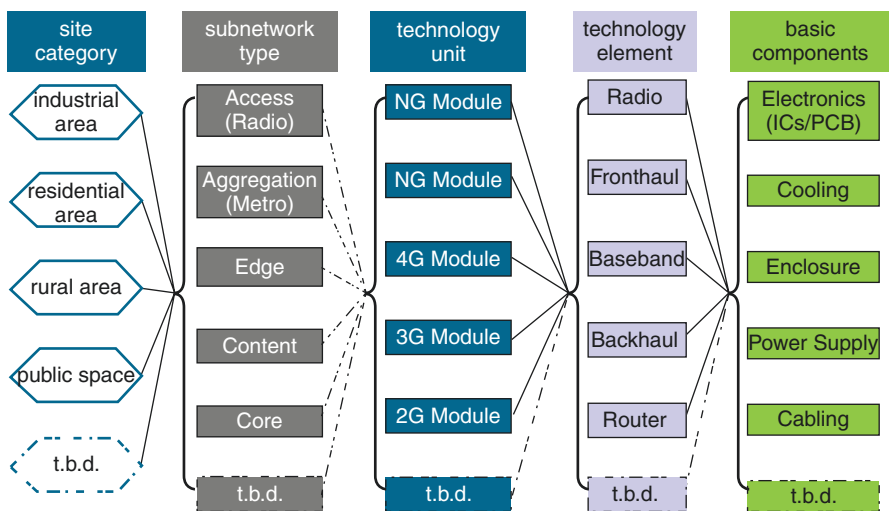 site
category
subnetwork
type
technology
unit
technology
element
basic
components
industrial
area
residential
area
rural area
public space
t.b.d.
Access
(Radio)
Aggregation
(Metro)
Edge
Content
Core
t.b.d.
NG Module
NG Module
4G Module
3G Module
2G Module
t.b.d.
Radio
Fronthaul
Baseband
Backhaul
Router
t.b.d.
Electronics
(ICs/PCB)
Cooling
Enclosure
Power Supply
Cabling
t.b.d.